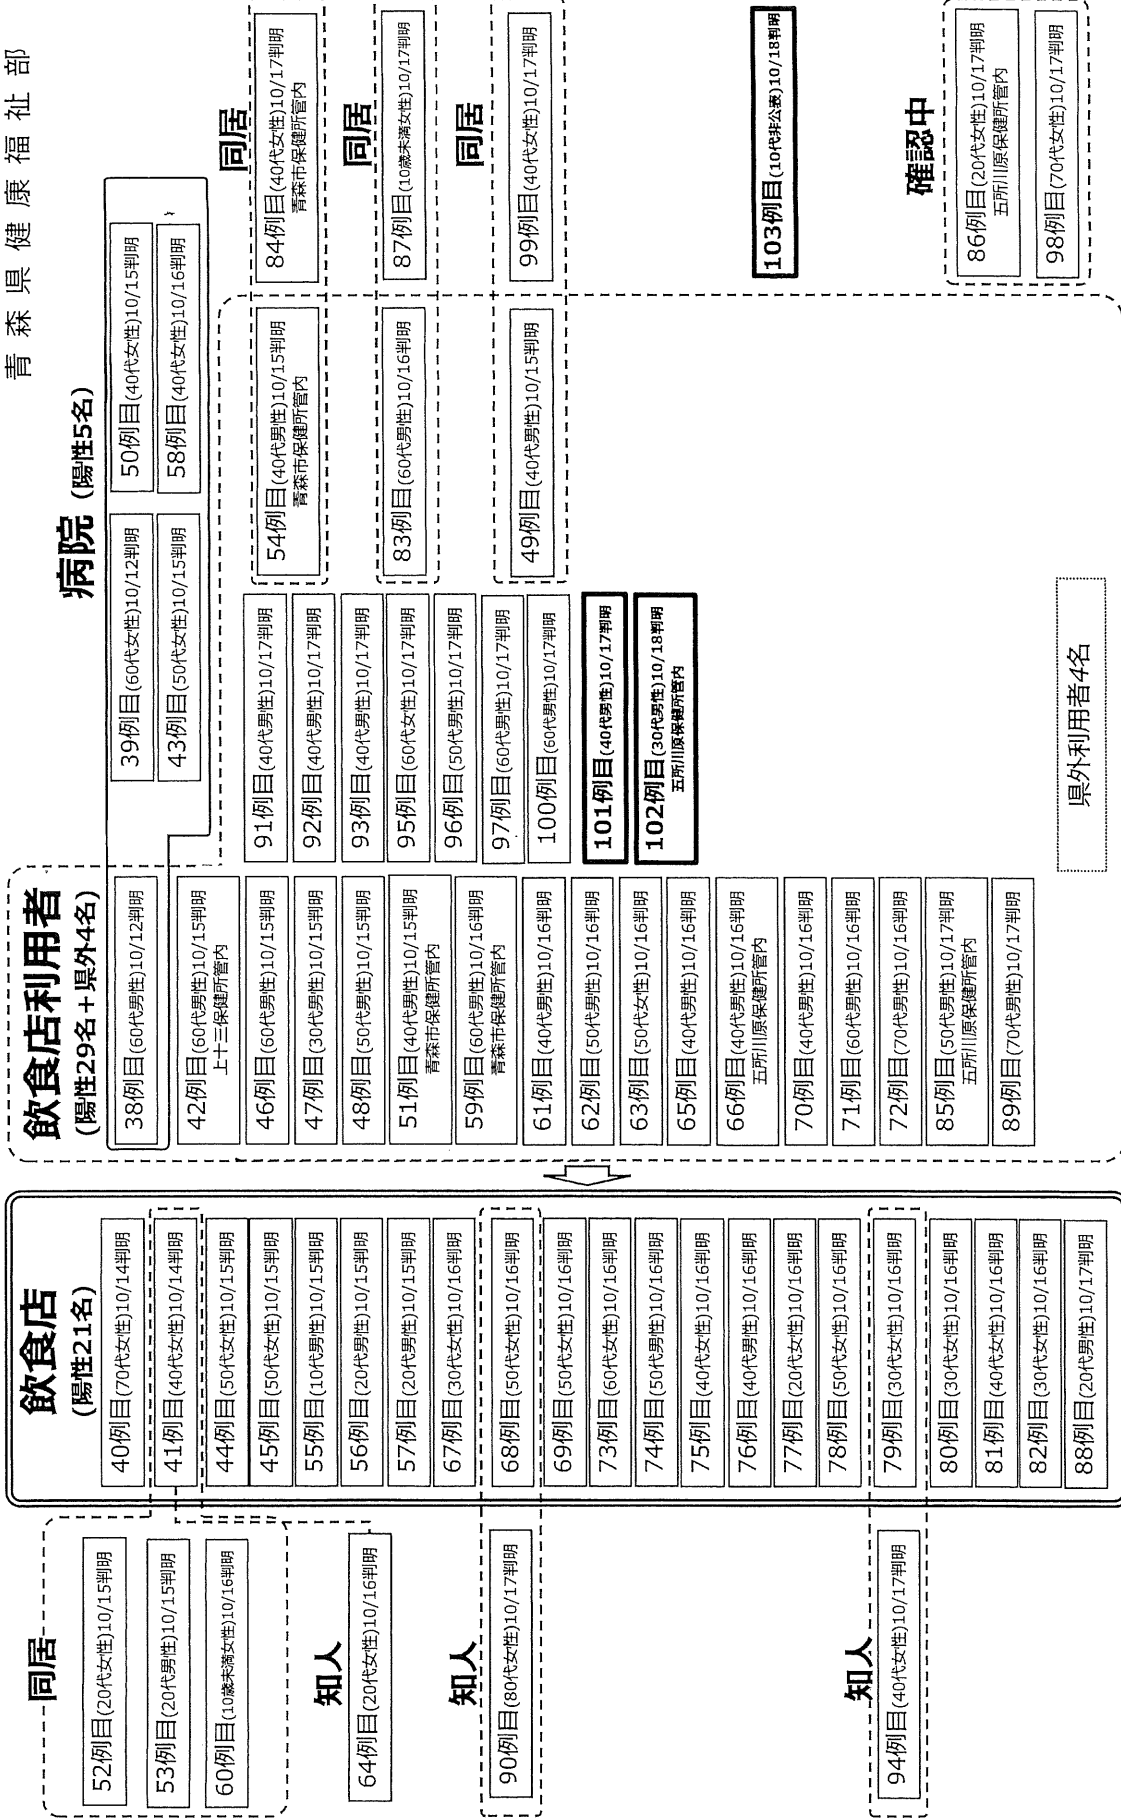 青森県健康福祉部
同居
52例目(20代女性)10/15判明
53例目(20代男性)10/15判明
60例目(10歳未満女性)10/16判明
知人
64例目(20代女性)10/16判明
知人
90例目(80代女性)10/17判明
知人
94例目(40代女性)10/17判明
飲食店
(陽性21名)
40例目(70代女性)10/14判明
41例目(40代女性)10/14判明
44例目(50代女性)10/15判明
45例目(50代女性)10/15判明
55例目(10代男性)10/15判明
56例目(20代男性)10/15判明
57例目(20代男性)10/15判明
67例目(30代女性)10/16判明
68例目(50代女性)10/16判明
69例目(50代女性)10/16判明
73例目(60代女性)10/16判明
74例目(50代男性)10/16判明
75例目(40代女性)10/16判明
76例目(40代男性)10/16判明
77例目(20代女性)10/16判明
78例目(50代女性)10/16判明
79例目(30代女性)10/16判明
80例目(30代女性)10/16判明
81例目(40代女性)10/16判明
82例目(30代女性)10/16判明
88例目(20代男性)10/17判明
飲食店利用者
(陽性29名+県外4名)
38例目(60代男性)10/12判明
42例目(60代男性)10/15判明
上十三保健所管内
46例目(60代男性)10/15判明
47例目(30代男性)10/15判明
48例目(50代男性)10/15判明
51例目(40代男性)10/15判明
青森市保健所管内
59例目(60代男性)10/16判明
青森市保健所管内
61例目(40代男性)10/16判明
62例目(50代男性)10/16判明
63例目(50代女性)10/16判明
65例目(40代男性)10/16判明
66例目(40代男性)10/16判明
五所川原保健所管内
70例目(40代男性)10/16判明
71例目(60代男性)10/16判明
72例目(70代男性)10/16判明
85例目(50代男性)10/17判明
五所川原保健所管内
89例目(70代男性)10/17判明
91例目(40代男性)10/17判明
92例目(40代男性)10/17判明
93例目(40代男性)10/17判明
95例目(60代女性)10/17判明
96例目(50代男性)10/17判明
97例目(60代男性)10/17判明
100例目(60代男性)10/17判明
101例目(40代男性)10/17判明
102例目(30代男性)10/18判明
五所川原保健所管内
県外利用者4名
病院(陽性5名)
39例目(60代女性)10/12判明
50例目(40代女性)10/15判明
43例目(50代女性)10/15判明
58例目(40代女性)10/16判明
同居
54例目(40代男性)10/15判明
青森市保健所管内
84例目(40代女性)10/17判明
青森市保健所管内
同居
83例目(60代男性)10/16判明
87例目(10歳未満女性)10/17判明
同居
49例目(40代男性)10/15判明
99例目(40代女性)10/17判明
103例目(10代非公表)10/18判明
確認中
86例目(20代女性)10/17判明
五所川原保健所管内
98例目(70代女性)10/17判明